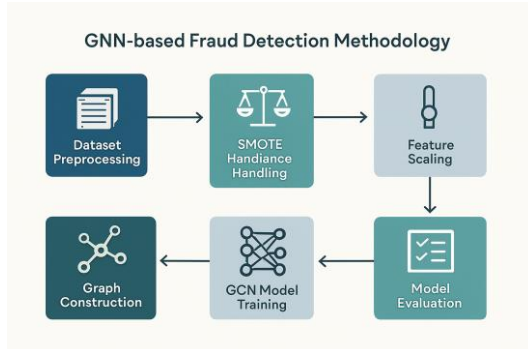 GNN-based Fraud Detection Methodology
Dataset
Preprocessing
SMOTE
Handiance
Handling
Feature
Scaling
Graph
Construction
GCN Model
Training
Model
Evaluation